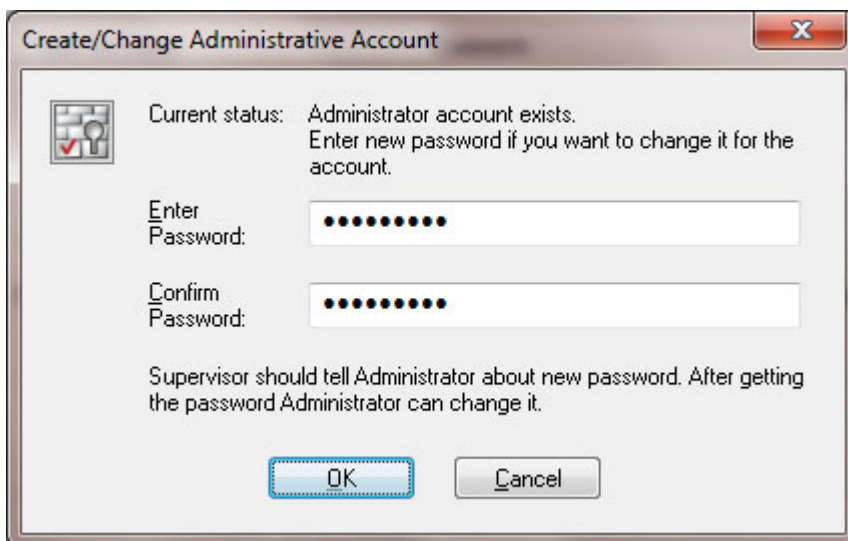 Create/Change Administrative Account
Current status: Administrator account exists.
Enter new password if you want to change it for the
account.
Enter
Password: •••••••••
Confirm
Password: •••••••••
Supervisor should tell Administrator about new password. After getting
the password Administrator can change it.
OK Cancel